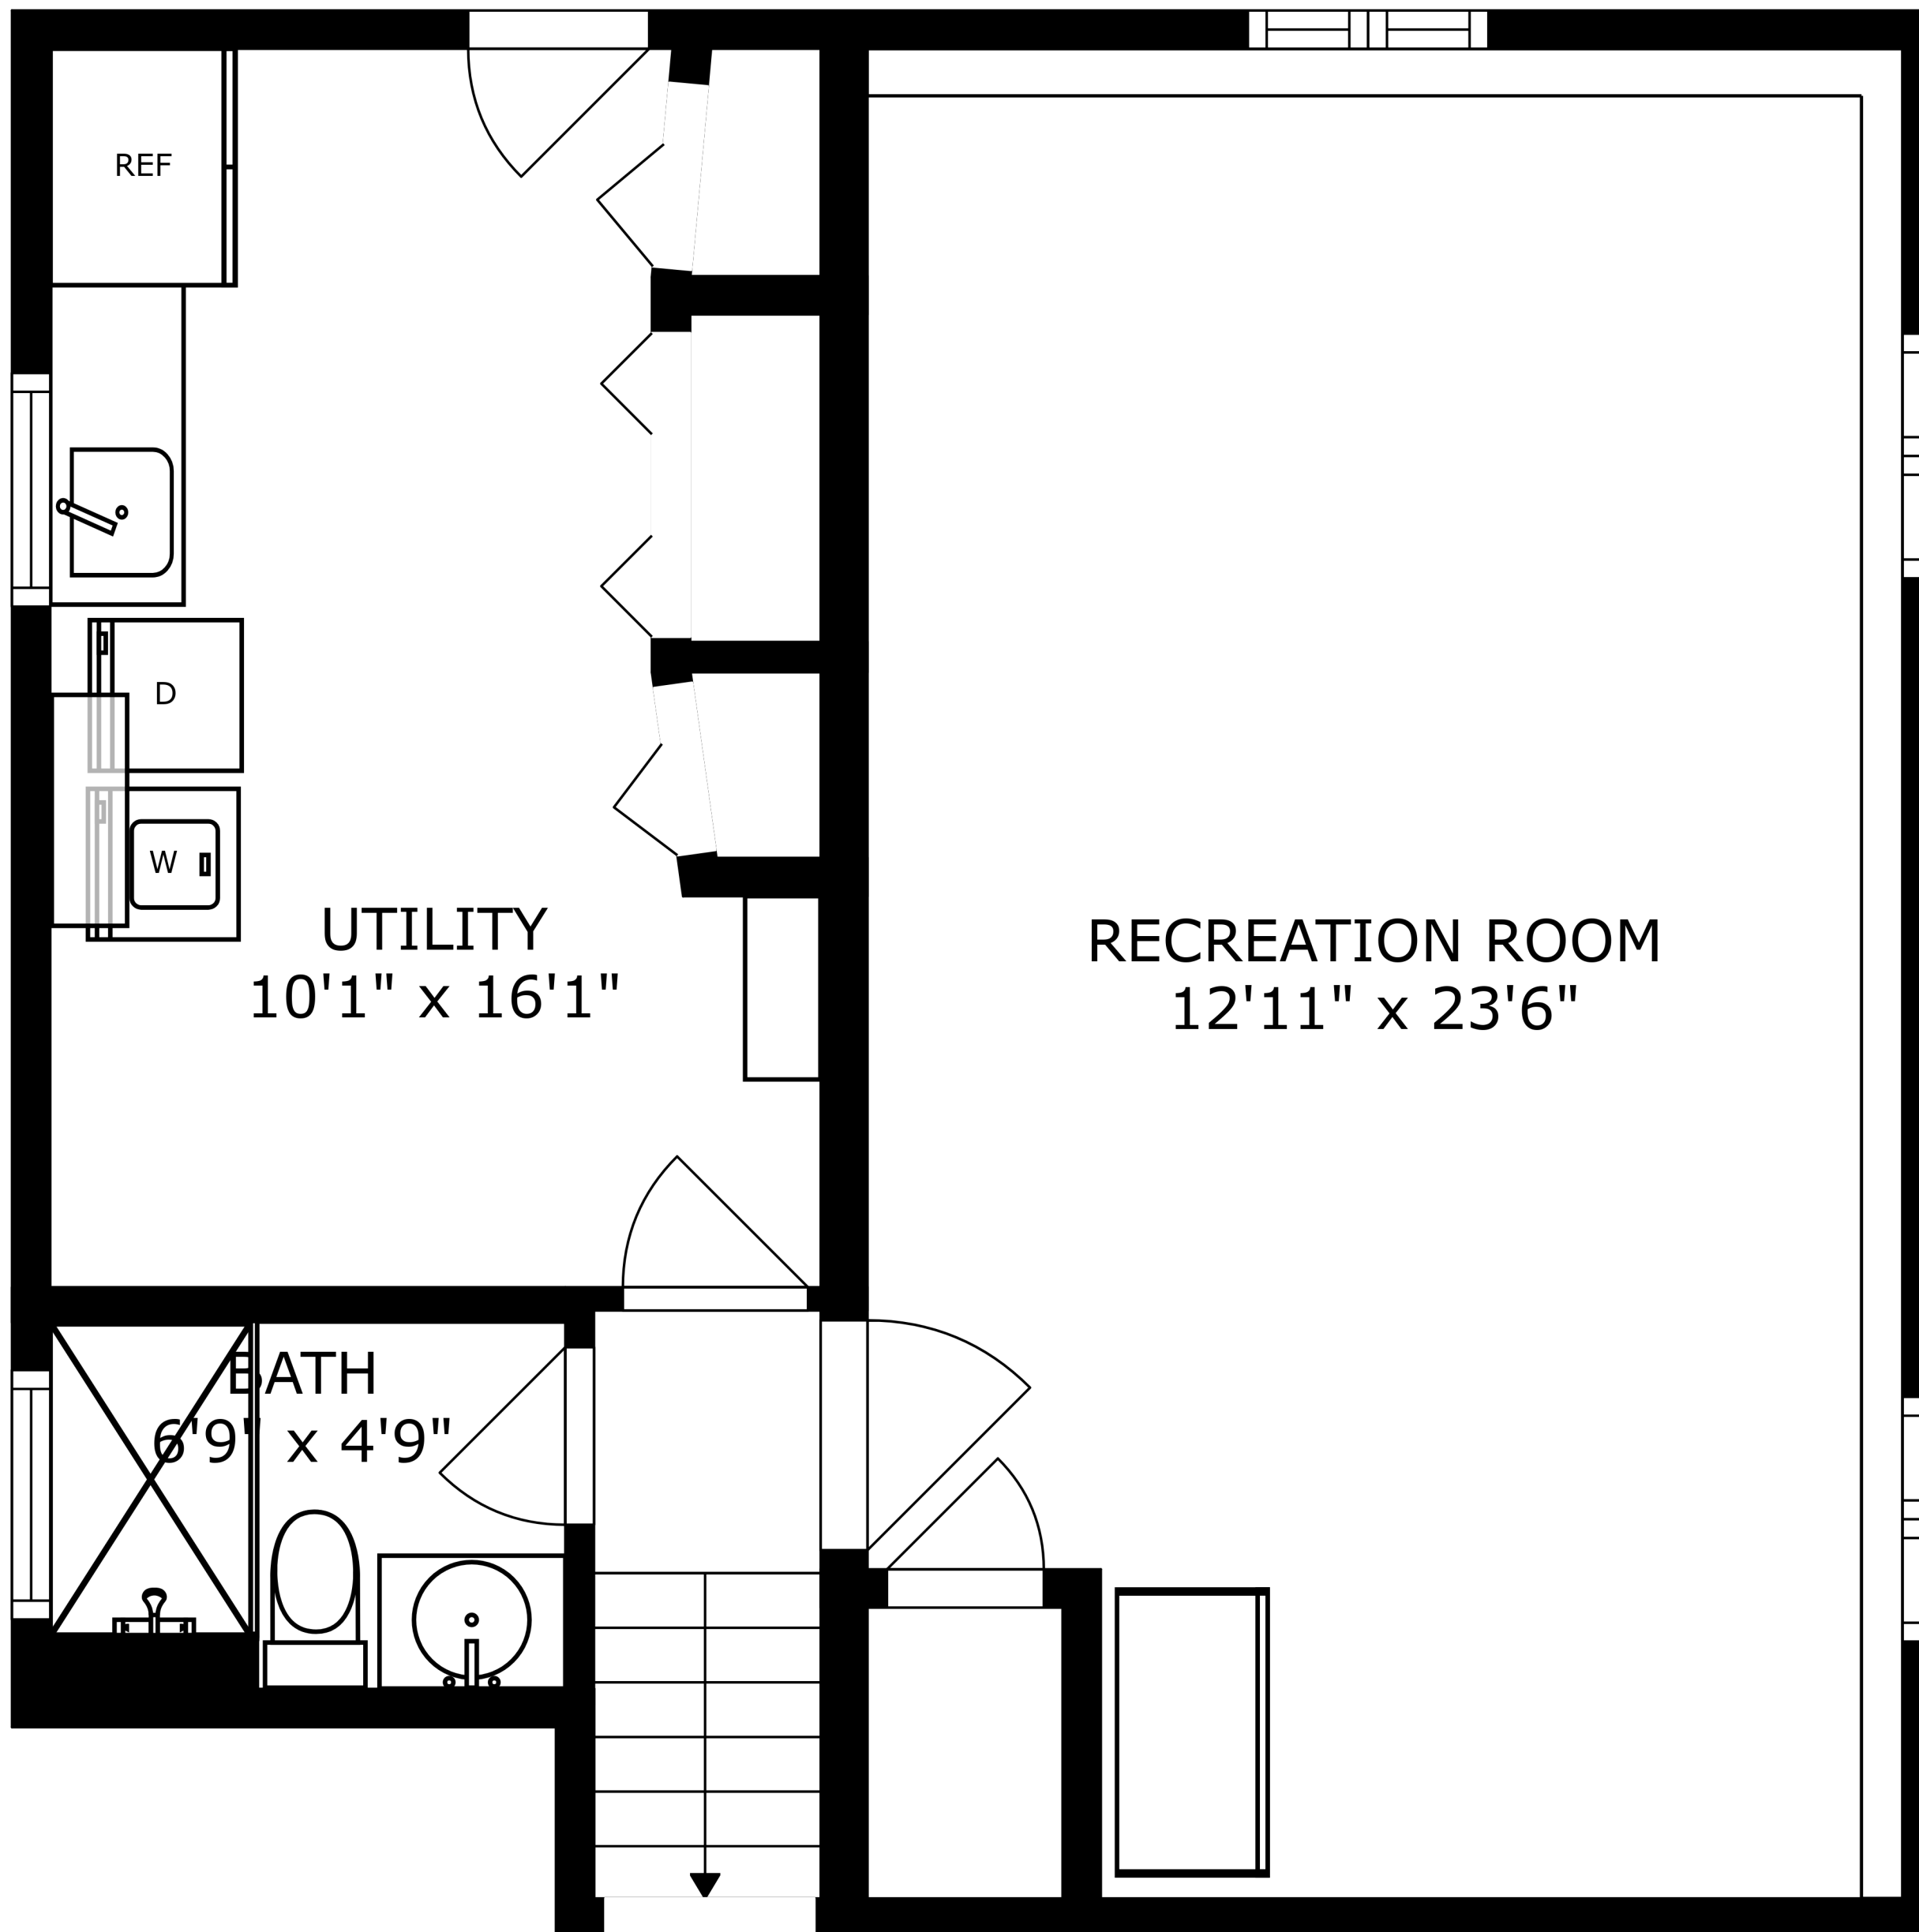 REF
D
W
UTILITY
10'1" x 16'1"
RECREATION ROOM
12'11" x 23'6"
BATH
6'9" x 4'9"